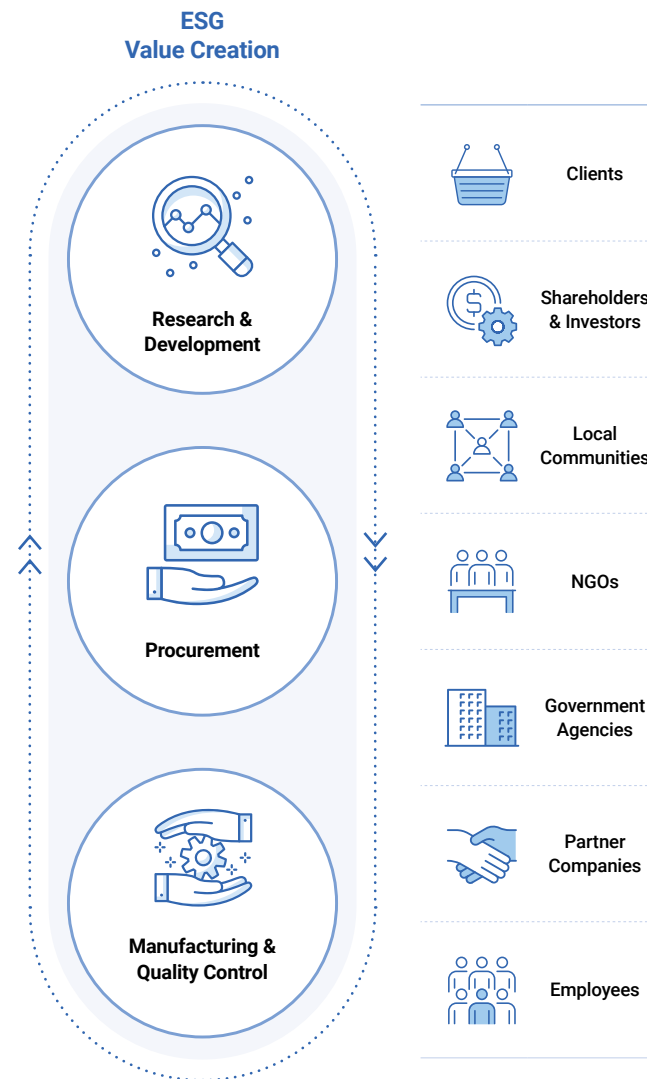 ESG
Value Creation
Research &
Development
Procurement
Manufacturing &
Quality Control
Clients
Shareholders
& Investors
Local
Communities
NGOs
Government
Agencies
Partner
Companies
Employees